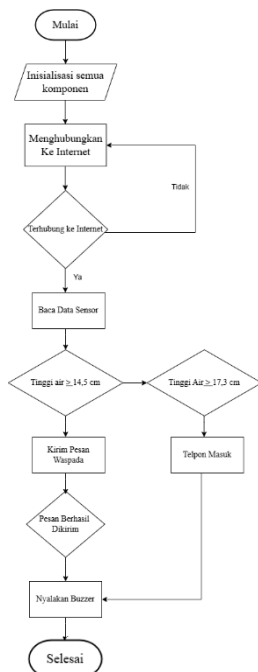 Mulai
Inisialisasi semua
komponen
Menghubungkan
Ke Internet
Tidak
Terhubung ke Internet
Ya
Baca Data Sensor
Tinggi air ≥ 14,5 cm
Tinggi Air ≥ 17,3 cm
Kirim Pesan
Waspada
Telpon Masuk
Pesan Berhasil
Dikirim
Nyalakan Buzzer
Selesai